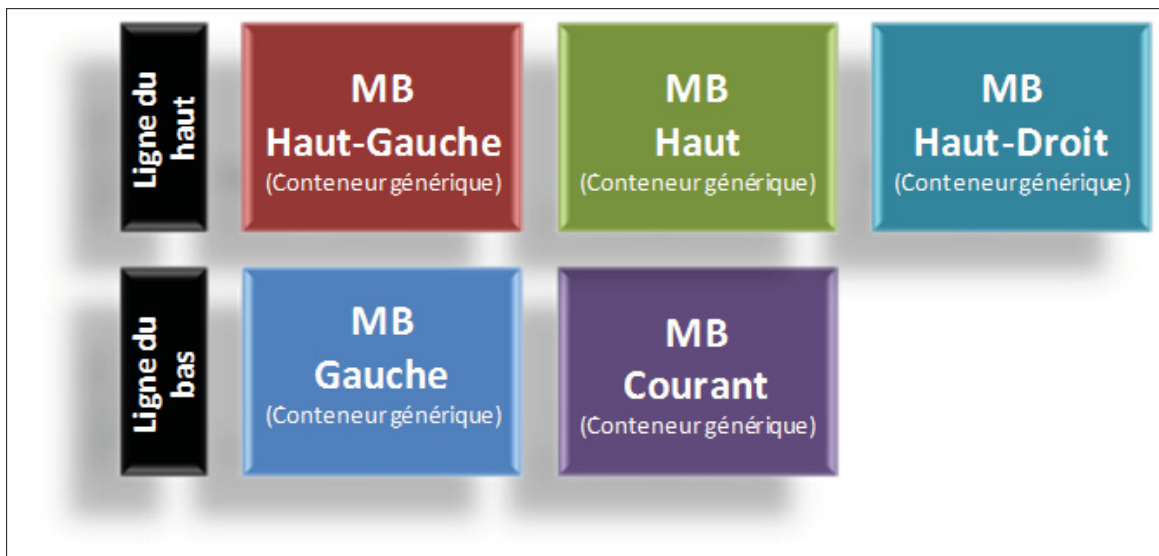 Ligne du
haut
MB
Haut-Gauche
(Conteneur générique)
MB
Haut
(Conteneur générique)
MB
Haut-Droit
(Conteneur générique)
Ligne du
bas
MB
Gauche
(Conteneur générique)
MB
Courant
(Conteneur générique)